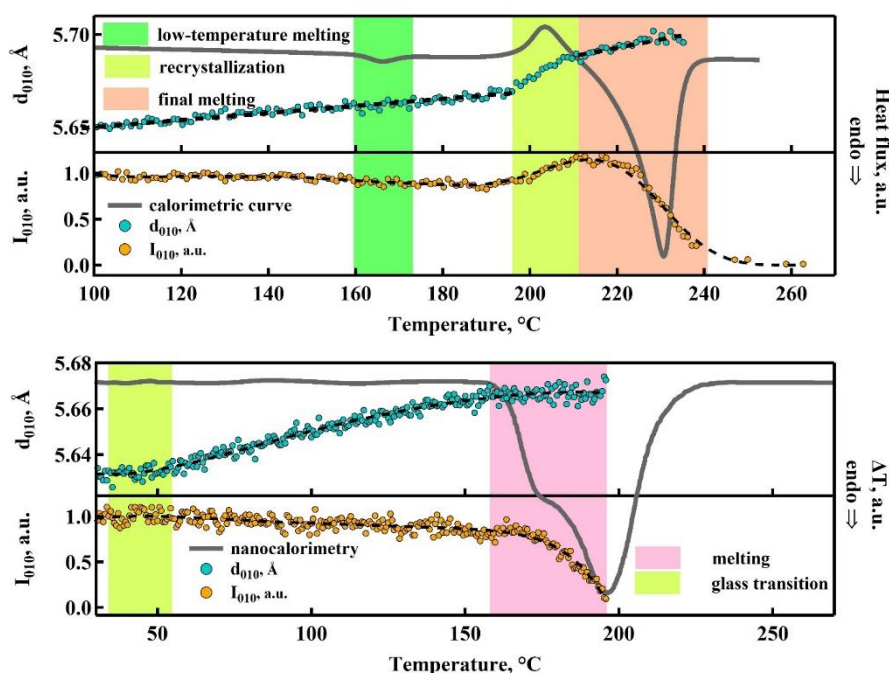 5.70
5.65
d₀₁₀, Å
low-temperature melting
recrystallization
final melting
1.0
0.5
0.0
I₀₁₀, a.u.
calorimetric curve
d₀₁₀, Å
I₀₁₀, a.u.
Heat flux, a.u.
endo ⇒
100 120 140 160 180 200 220 240 260
Temperature, °C
5.68
5.66
5.64
d₀₁₀, Å
1.0
0.5
0.0
I₀₁₀, a.u.
nanocalorimetry
d₀₁₀, Å
I₀₁₀, a.u.
melting
glass transition
ΔT, a.u.
endo ⇒
50 100 150 200 250
Temperature, °C